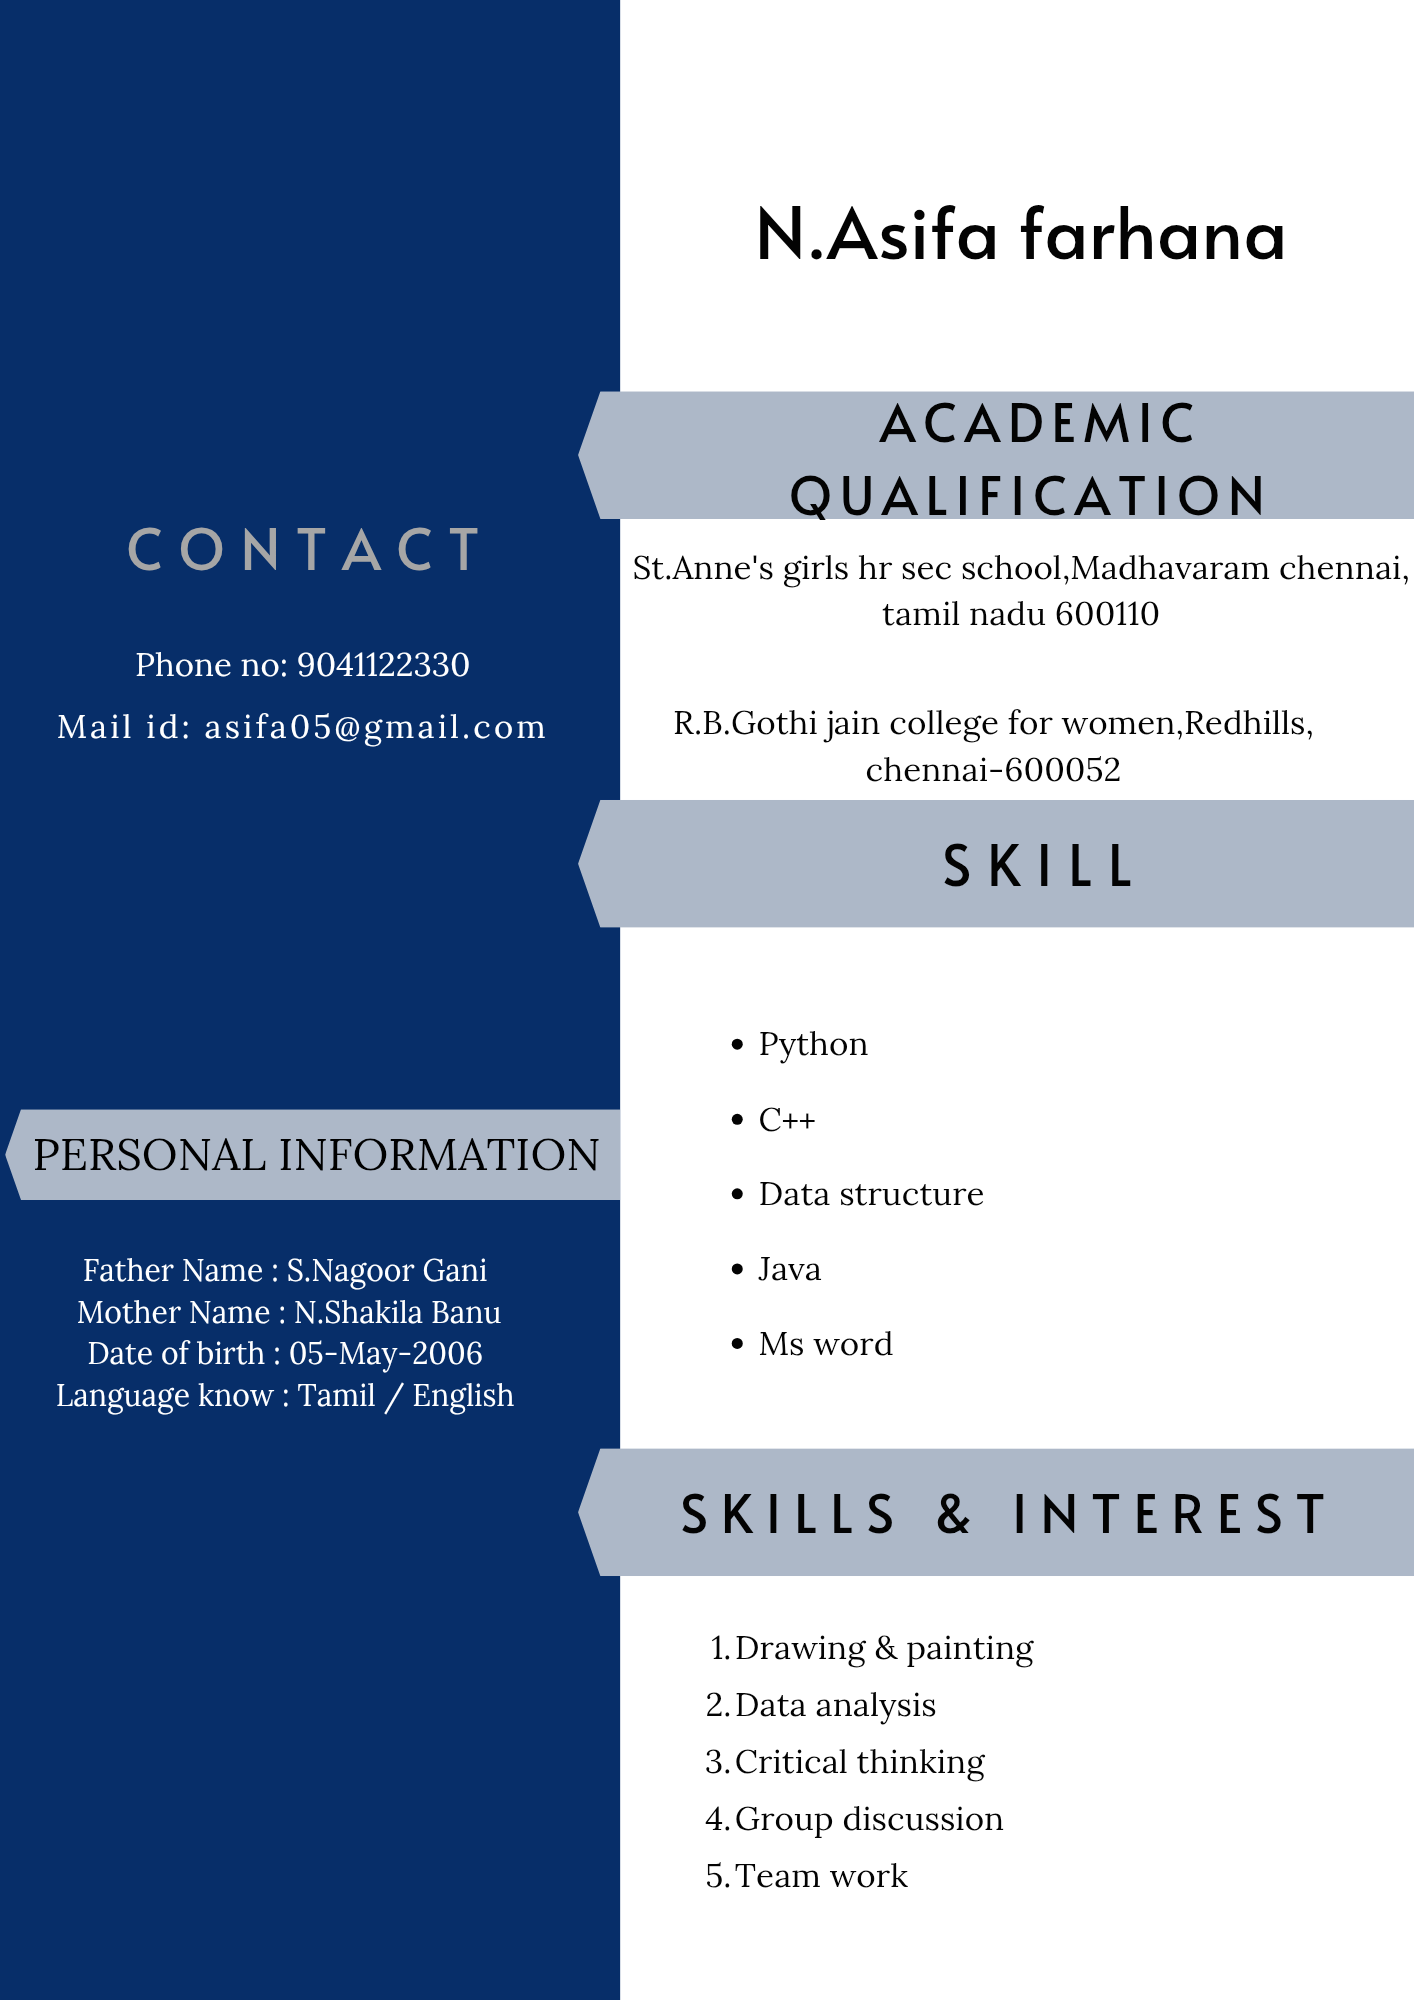 N.Asifa farhana
CONTACT
Phone no: 9041122330
Mail id: asifa05@gmail.com
PERSONAL INFORMATION
Father Name : S.Nagoor Gani
Mother Name : N.Shakila Banu
Date of birth : 05-May-2006
Language know : Tamil / English
ACADEMIC
QUALIFICATION
St.Anne's girls hr sec school,Madhavaram chennai,
tamil nadu 600110
R.B.Gothi jain college for women,Redhills,
chennai-600052
SKILL
• Python
• C++
• Data structure
• Java
• Ms word
SKILLS & INTEREST
1. Drawing & painting
2. Data analysis
3. Critical thinking
4. Group discussion
5. Team work